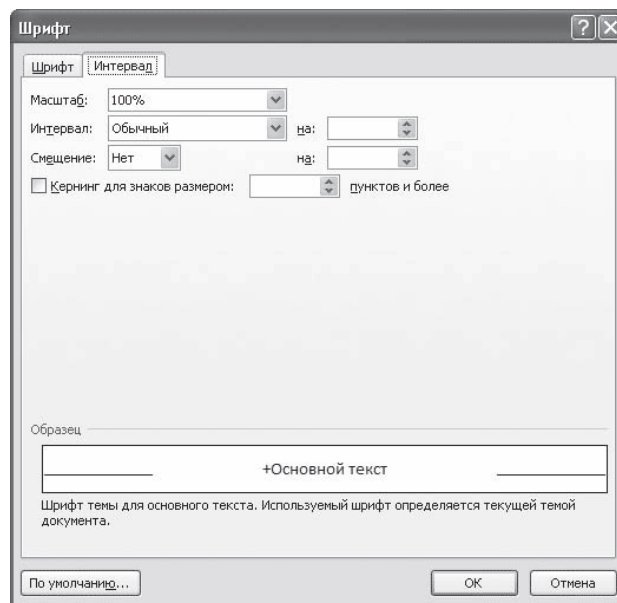 Шрифт
Шрифт Интервал
Масштаб: 100%
Интервал: Обычный на:
Смещение: Нет на:
Кернинг для знаков размером: пунктов и более
Образец
+Основной текст
Шрифт темы для основного текста. Используемый шрифт определяется текущей темой
документа.
По умолчанию... ОК Отмена